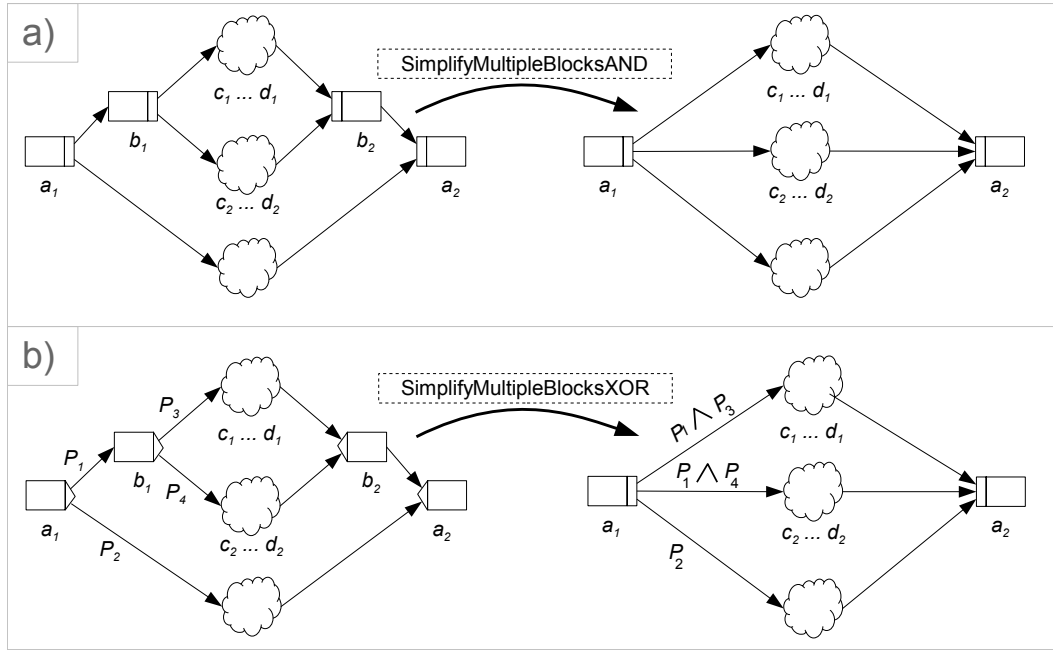 a)
SimplifyMultipleBlocksAND
c1 ... d1
b1
b2
a1
a2
c2 ... d2
c1 ... d1
a1
a2
c2 ... d2
b)
SimplifyMultipleBlocksXOR
P3
c1 ... d1
P1
b1
P4
b2
a1
a2
P2
c2 ... d2
P1 ∧ P3
c1 ... d1
P1 ∧ P4
a1
a2
c2 ... d2
P2